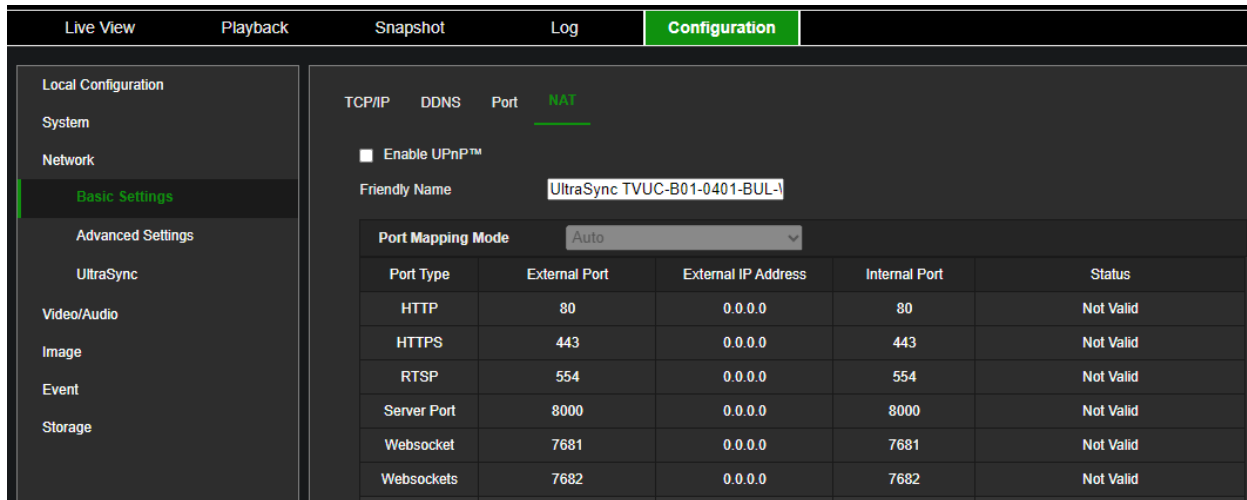 Live View Playback Snapshot Log Configuration
Local Configuration
System
Network
Basic Settings
Advanced Settings
UltraSync
Video/Audio
Image
Event
Storage
TCP/IP DDNS Port NAT
Enable UPnP™
Friendly Name UltraSync TVUC-B01-0401-BUL-
Port Mapping Mode Auto
Port Type External Port External IP Address Internal Port Status
HTTP 80 0.0.0.0 80 Not Valid
HTTPS 443 0.0.0.0 443 Not Valid
RTSP 554 0.0.0.0 554 Not Valid
Server Port 8000 0.0.0.0 8000 Not Valid
Websocket 7681 0.0.0.0 7681 Not Valid
Websockets 7682 0.0.0.0 7682 Not Valid